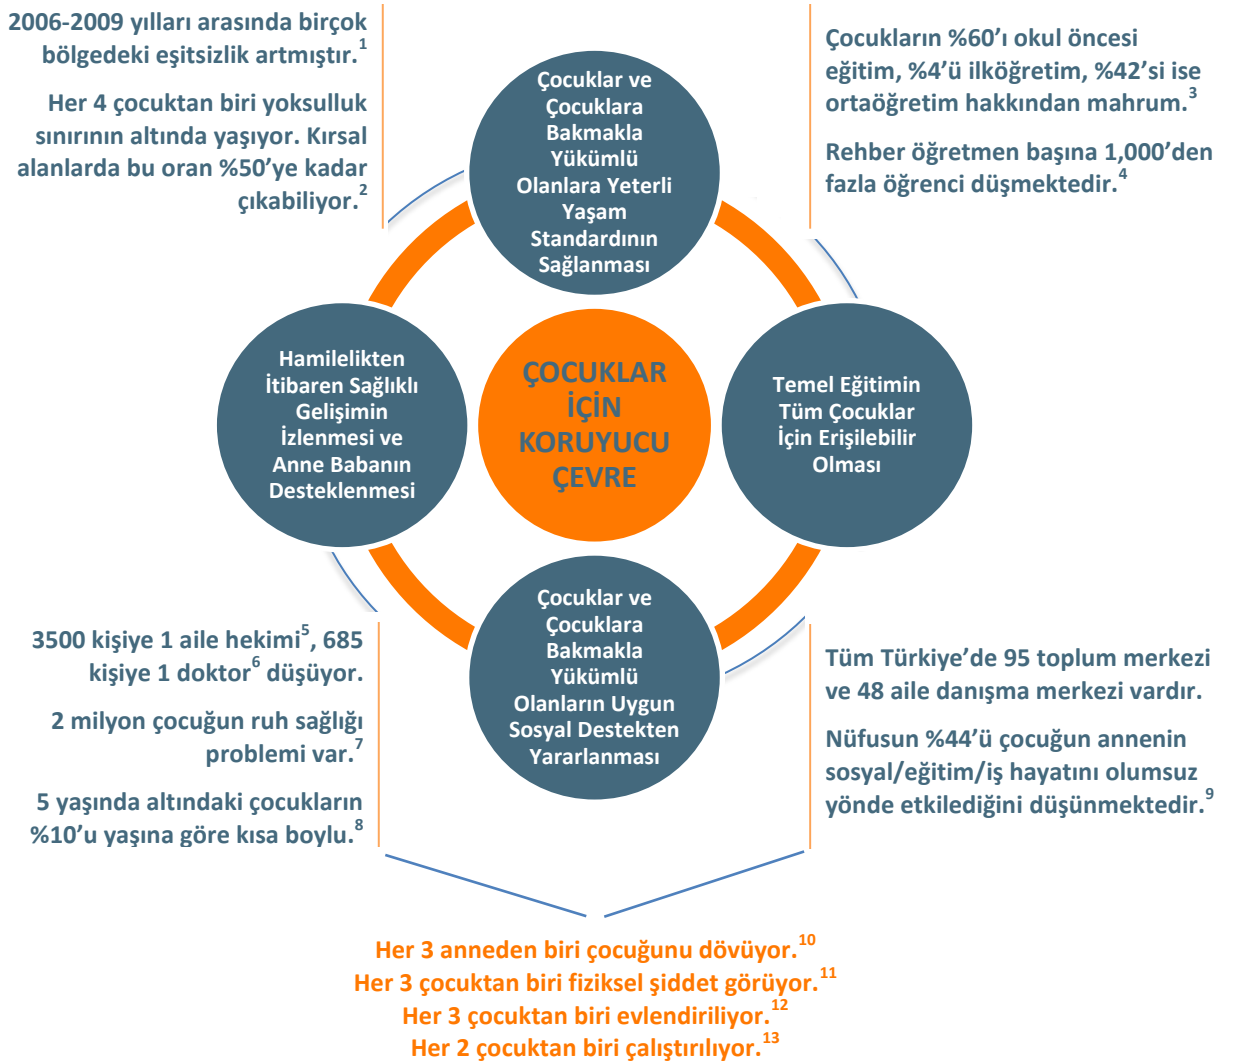 2006-2009 yılları arasında birçok
bölgedeki eşitsizlik artmıştır.1
Her 4 çocuktan biri yoksulluk
sınırının altında yaşıyor. Kırsal
alanlarda bu oran %50’ye kadar
çıkabiliyor.2
Çocuklar ve
Çocuklara
Bakmakla
Yükümlü
Olanlara Yeterli
Yaşam
Standardının
Sağlanması
Çocukların %60’ı okul öncesi
eğitim, %4’ü ilköğretim, %42’si ise
ortaöğretim hakkından mahrum.3
Rehber öğretmen başına 1,000’den
fazla öğrenci düşmektedir.4
Hamilelikten
İtibaren Sağlıklı
Gelişimin
İzlenmesi ve
Anne Babanın
Desteklenmesi
ÇOCUKLAR
İÇİN
KORUYUCU
ÇEVRE
Temel Eğitimin
Tüm Çocuklar
İçin Erişilebilir
Olması
3500 kişiye 1 aile hekimi5, 685
kişiye 1 doktor6 düşüyor.
2 milyon çocuğun ruh sağlığı
problemi var.7
5 yaşında altındaki çocukların
%10’u yaşına göre kısa boylu.8
Çocuklar ve
Çocuklara
Bakmakla
Yükümlü
Olanların Uygun
Sosyal Destekten
Yararlanması
Tüm Türkiye’de 95 toplum merkezi
ve 48 aile danışma merkezi vardır.
Nüfusun %44’ü çocuğun annenin
sosyal/eğitim/iş hayatını olumsuz
yönde etkilediğini düşünmektedir.9
Her 3 anneden biri çocuğunu dövüyor.10
Her 3 çocuktan biri fiziksel şiddet görüyor.11
Her 3 çocuktan biri evlendiriliyor.12
Her 2 çocuktan biri çalıştırılıyor.13